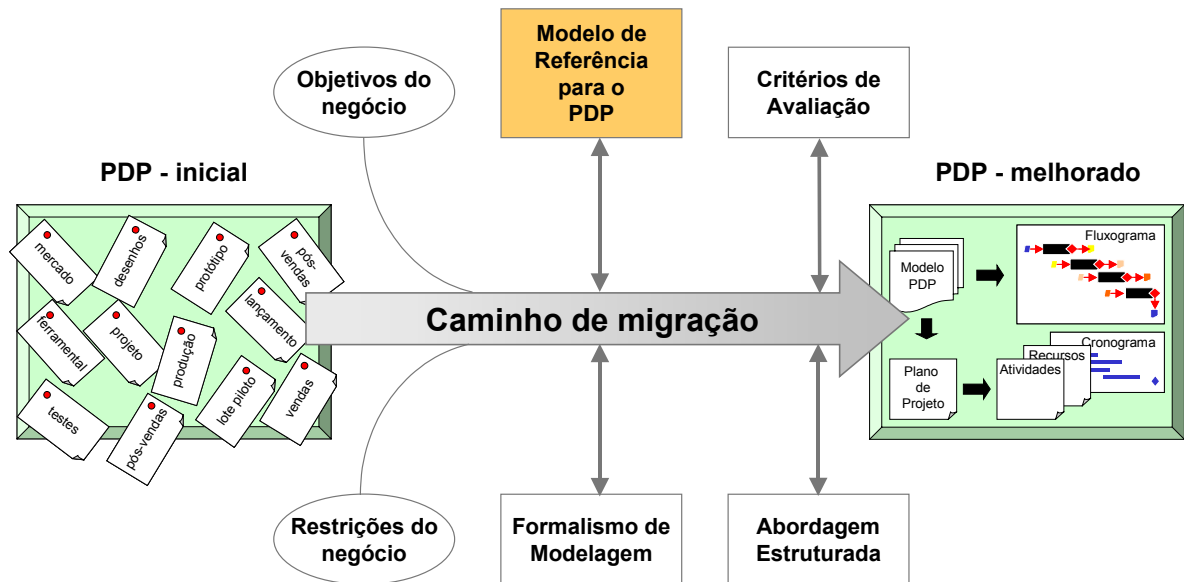 Modelo de
Referência
para o
PDP
Objetivos do
negócio
Critérios de
Avaliação
PDP - inicial
PDP - melhorado
mercado
desenhos
protótipo
pós-
vendas
ferramental
projeto
produção
lançamento
testes
pós-vendas
lote piloto
vendas
Caminho de migração
Modelo
PDP
Fluxograma
Plano
de
Projeto
Atividades
Recursos
Cronograma
Restrições do
negócio
Formalismo de
Modelagem
Abordagem
Estruturada